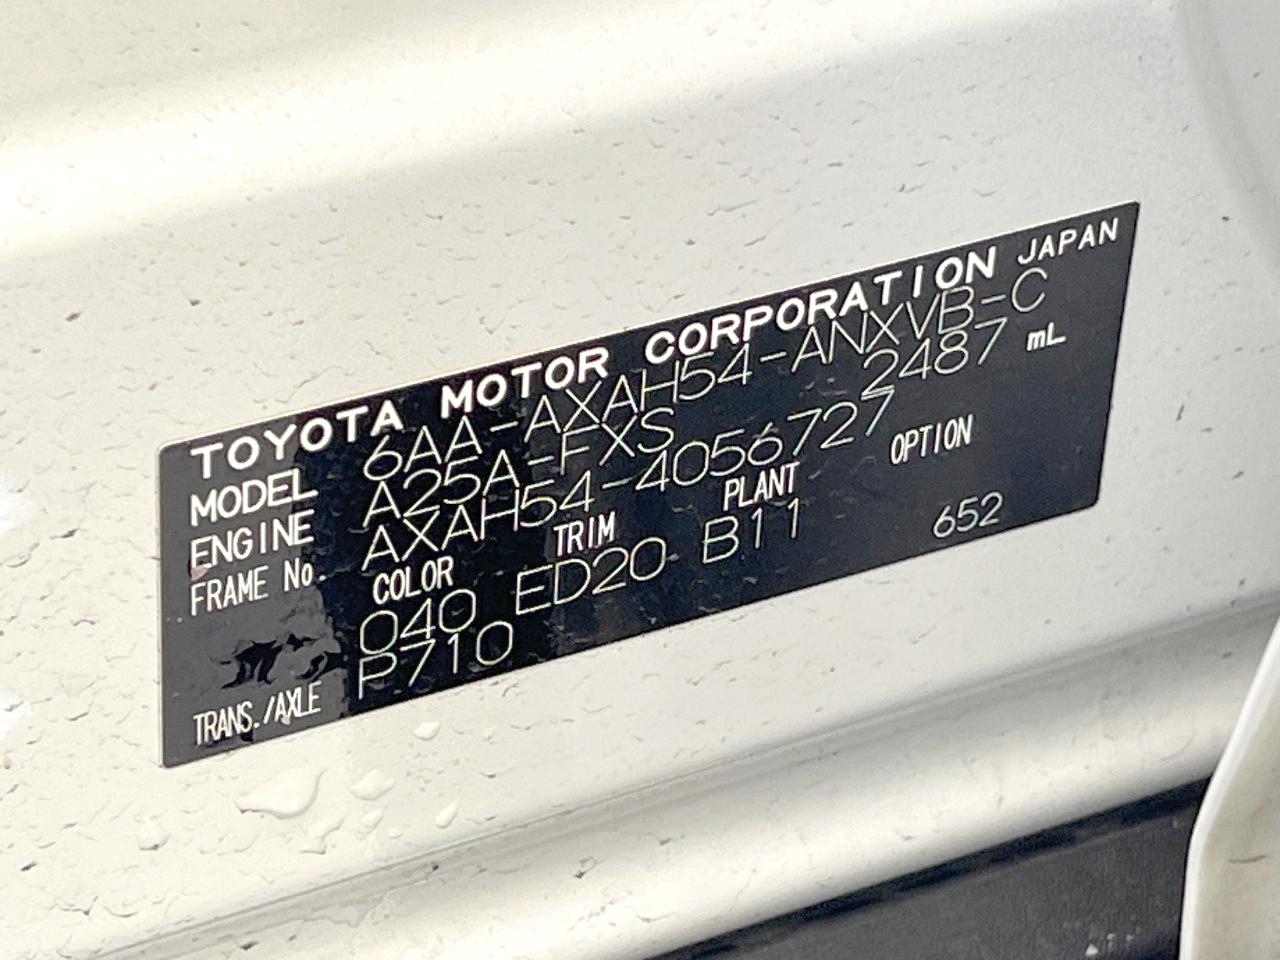 TOYOTA MOTOR CORPORATION JAPAN
MODEL 6AA-AXAH54-ANXVB-C
ENGINE A25A-FXS 2487 mL
FRAME No. AXAH54-4056727
COLOR TRIM PLANT OPTION
040 ED20 B11 652
TRANS./AXLE P710